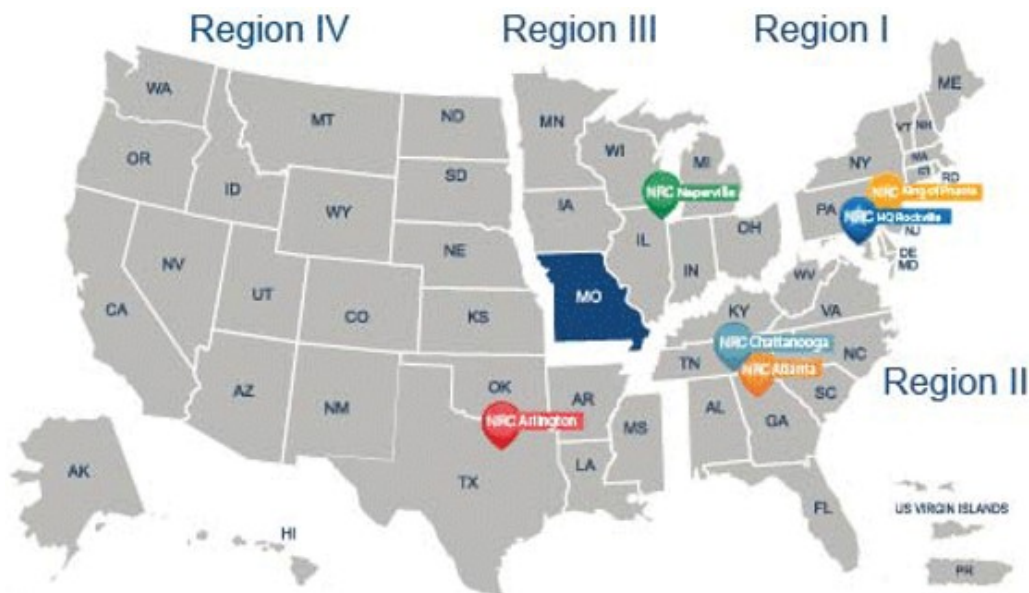 Region IV
Region III
Region I
WA
MT
ND
MN
ME
OR
ID
SD
WI
MI
VT
NH
NY
MA
RD
WY
IA
NRC Naperville
NRC King of Prussia
PA
NRC HQ Rockville
NJ
NE
IL
IN
OH
DE
MD
NV
UT
CO
KS
MO
WV
KY
VA
CA
NRC Chattanooga
TN
NRC Atlanta
NC
Region II
AZ
NM
OK
AR
SC
NRC Arlington
MS
AL
GA
TX
LA
AK
HI
FL
US VIRGIN ISLANDS
PR